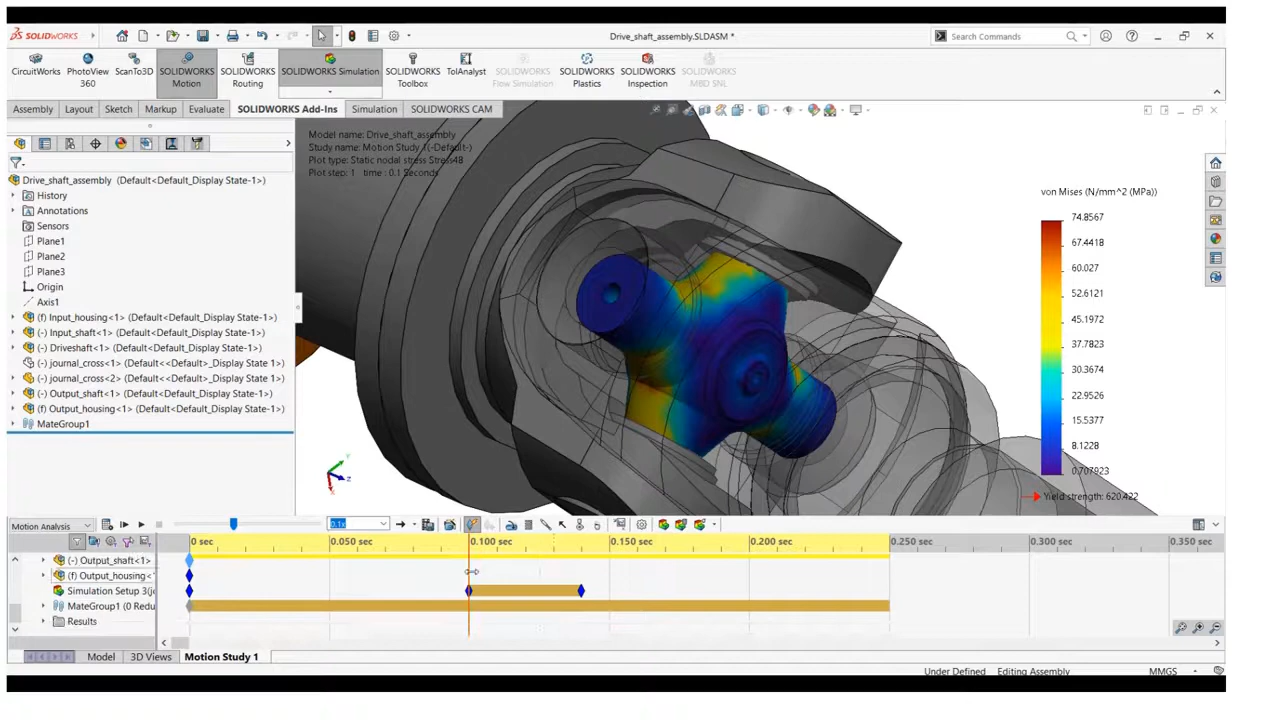 SOLIDWORKS
Drive_shaft_assembly.SLDASM *
Search Commands
CircuitWorks
PhotoView 360
ScanTo3D
SOLIDWORKS Motion
SOLIDWORKS Routing
SOLIDWORKS Simulation
SOLIDWORKS Toolbox
TolAnalyst
SOLIDWORKS Flow Simulation
SOLIDWORKS Plastics
SOLIDWORKS Inspection
SOLIDWORKS MBD SNL
Assembly
Layout
Sketch
Markup
Evaluate
SOLIDWORKS Add-Ins
Simulation
SOLIDWORKS CAM
Drive_shaft_assembly (Default<Default_Display State-1>)
History
Annotations
Sensors
Plane1
Plane2
Plane3
Origin
Axis1
(f) Input_housing<1> (Default<Default_Display State-1>)
(-) Input_shaft<1> (Default<Default_Display State-1>)
(-) Driveshaft<1> (Default<Default_Display State-1>)
(-) journal_cross<1> (Default<<Default>_Display State 1>)
(-) journal_cross<2> (Default<<Default>_Display State 1>)
(-) Output_shaft<1> (Default<Default_Display State-1>)
(f) Output_housing<1> (Default<Default_Display State-1>)
MateGroup1
Model name: Drive_shaft_assembly
Study name: Motion Study 1(-Default-)
Plot type: Static nodal stress Stress48
Plot step: 1 time : 0.1 Seconds
von Mises (N/mm^2 (MPa))
74.8567
67.4418
60.027
52.6121
45.1972
37.7823
30.3674
22.9526
15.5377
8.1228
0.707923
Yield strength: 620.422
Y
Z
X
Motion Analysis
0.1x
0 sec
0.050 sec
0.100 sec
0.150 sec
0.200 sec
0.250 sec
0.300 sec
0.350 sec
(-) Output_shaft<1>
(f) Output_housing<
Simulation Setup 3(j
MateGroup1 (0 Redu
Results
Model
3D Views
Motion Study 1
Under Defined
Editing Assembly
MMGS